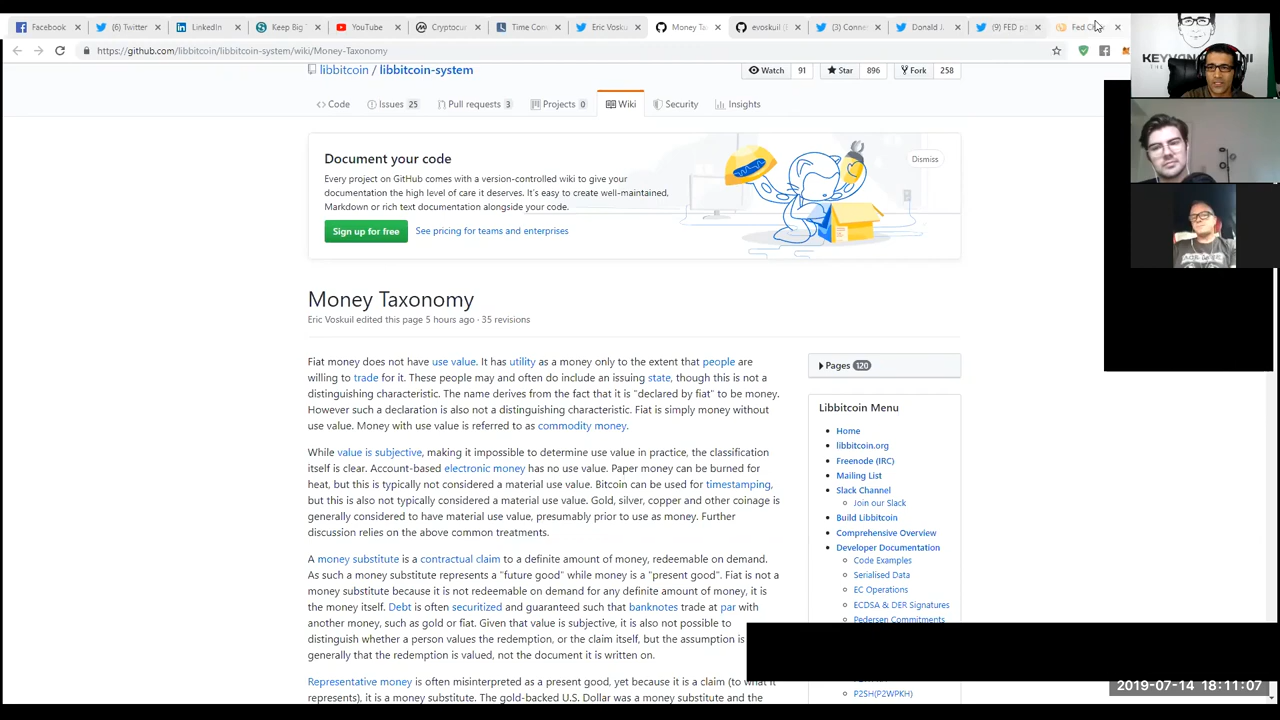 Facebook
(6) Twitter
LinkedIn
Keep Big
YouTube
Cryptocur
Time Con
Eric Vosku
Money Ta
evoskuil (
(3) Conne
Donald J.
(9) FED p
Fed C
https://github.com/libbitcoin/libbitcoin-system/wiki/Money-Taxonomy
libbitcoin / libbitcoin-system
Watch 91
Star 896
Fork 258
Code
Issues 25
Pull requests 3
Projects 0
Wiki
Security
Insights
Document your code
Dismiss
Every project on GitHub comes with a version-controlled wiki to give your
documentation the high level of care it deserves. It's easy to create well-maintained,
Markdown or rich text documentation alongside your code.
Sign up for free
See pricing for teams and enterprises
Money Taxonomy
Eric Voskuil edited this page 5 hours ago · 35 revisions
Fiat money does not have use value. It has utility as a money only to the extent that people are
willing to trade for it. These people may and often do include an issuing state, though this is not a
distinguishing characteristic. The name derives from the fact that it is "declared by fiat" to be money.
However such a declaration is also not a distinguishing characteristic. Fiat is simply money without
use value. Money with use value is referred to as commodity money.
While value is subjective, making it impossible to determine use value in practice, the classification
itself is clear. Account-based electronic money has no use value. Paper money can be burned for
heat, but this is typically not considered a material use value. Bitcoin can be used for timestamping,
but this is also not typically considered a material use value. Gold, silver, copper and other coinage is
generally considered to have material use value, presumably prior to use as money. Further
discussion relies on the above common treatments.
A money substitute is a contractual claim to a definite amount of money, redeemable on demand.
As such a money substitute represents a "future good" while money is a "present good". Fiat is not a
money substitute because it is not redeemable on demand for any definite amount of money, it is
the money itself. Debt is often securitized and guaranteed such that banknotes trade at par with
another money, such as gold or fiat. Given that value is subjective, it is also not possible to
distinguish whether a person values the redemption, or the claim itself, but the assumption is
generally that the redemption is valued, not the document it is written on.
Representative money is often misinterpreted as a present good, yet because it is a claim (to what it
represents), it is a money substitute. The gold-backed U.S. Dollar was a money substitute and the
Pages 120
Libbitcoin Menu
Home
libbitcoin.org
Freenode (IRC)
Mailing List
Slack Channel
Join our Slack
Build Libbitcoin
Comprehensive Overview
Developer Documentation
Code Examples
Serialised Data
EC Operations
ECDSA & DER Signatures
Pedersen Commitments
P2SH(P2WPKH)
2019-07-14 18:11:07